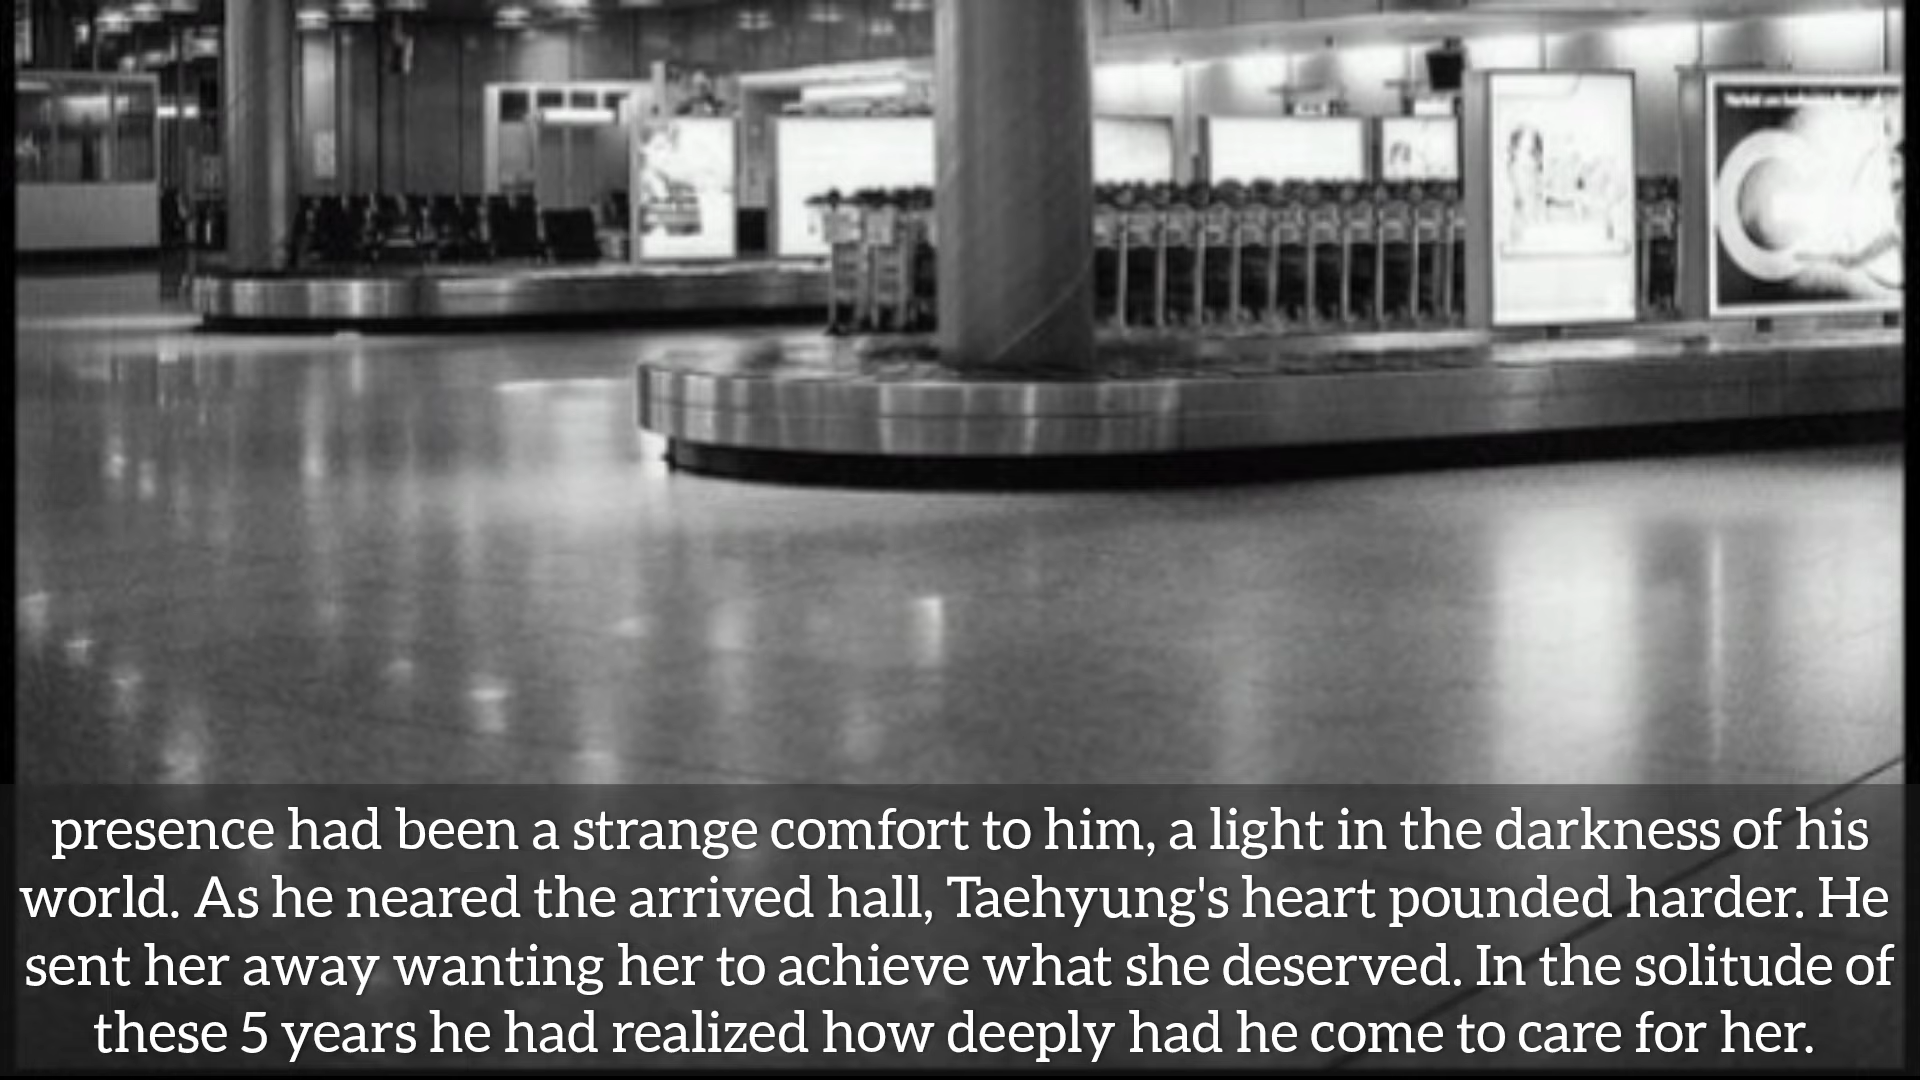 presence had been a strange comfort to him, a light in the darkness of his
world. As he neared the arrived hall, Taehyung's heart pounded harder. He
sent her away wanting her to achieve what she deserved. In the solitude of
these 5 years he had realized how deeply had he come to care for her.